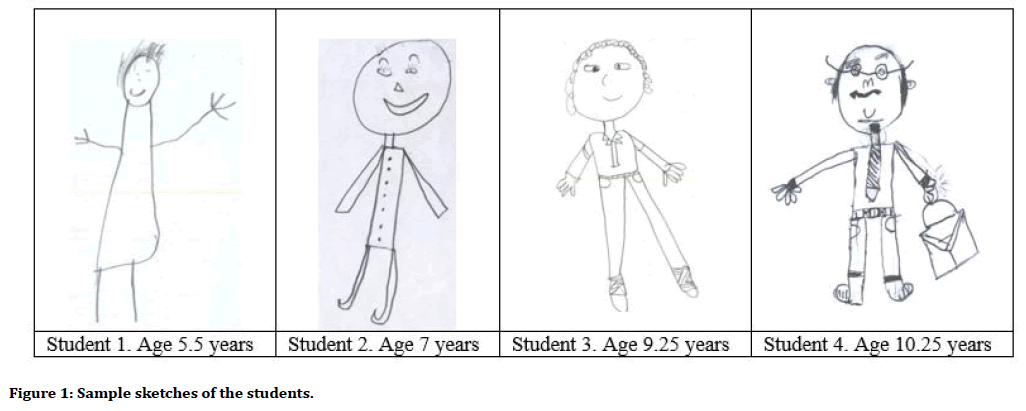 Student 1. Age 5.5 years
Student 2. Age 7 years
Student 3. Age 9.25 years
Student 4. Age 10.25 years
Figure 1: Sample sketches of the students.